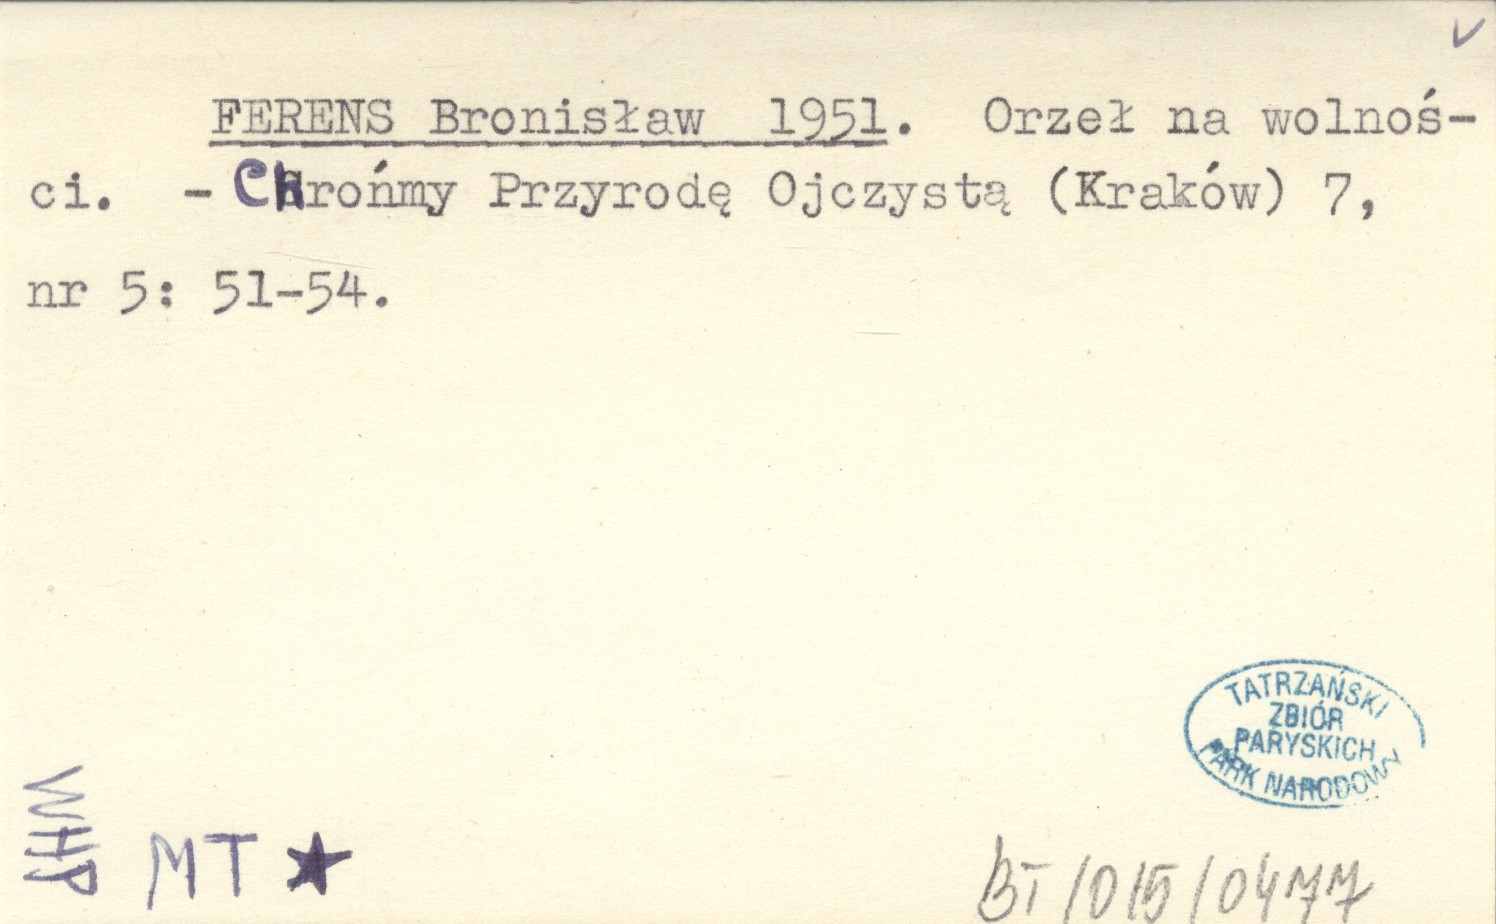 FERENS Bronisław 1951. Orzeł na wolnoś-
ci. - Chrońmy Przyrodę Ojczystą (Kraków) 7,
nr 5: 51-54.
TATRZAŃSKI
ZBIÓR
PARYSKICH
PARK NARODOWY
WHP
MT ★
BT/015/0477